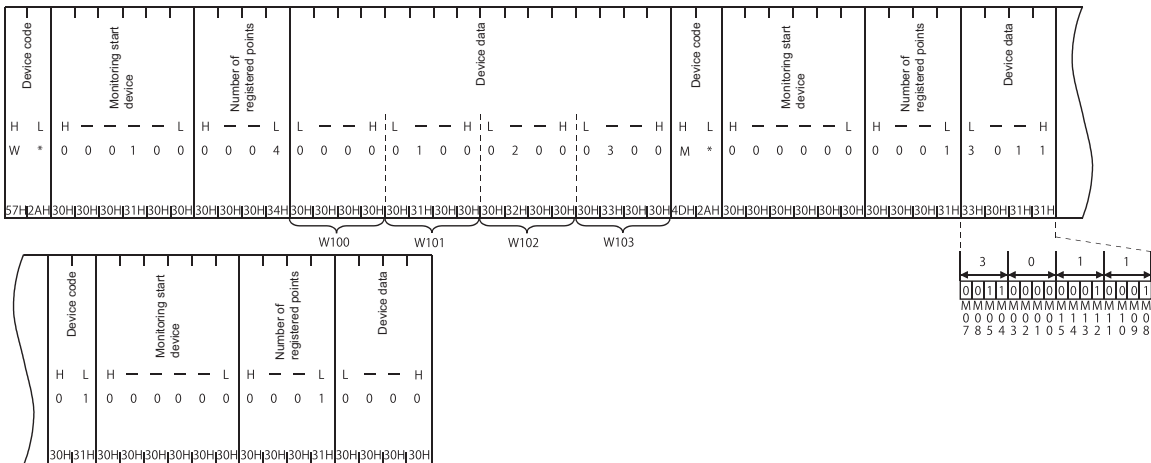 Device code
Monitoring start device
Number of registered points
Device data
Device code
Monitoring start device
Number of registered points
Device data
H L H — — — — L H — — L L — — H L — — H L — — H L — — H H L H — — — — L H — — L L — — H
W * 0 0 0 1 0 0 0 0 0 4 0 0 0 0 0 1 0 0 0 2 0 0 0 3 0 0 M * 0 0 0 0 0 0 0 0 0 1 3 0 1 1
57H 2AH 30H 30H 30H 31H 30H 30H 30H 30H 30H 34H 30H 30H 30H 30H 30H 31H 30H 30H 30H 32H 30H 30H 30H 33H 30H 30H 4DH 2AH 30H 30H 30H 30H 30H 30H 30H 30H 30H 31H 33H 30H 31H 31H
W100 W101 W102 W103
3 0 1 1
0 0 1 1 0 0 0 0 0 0 0 1 0 0 0 1
M M M M M M M M M M M M M M M M
0 0 0 0 0 0 0 0 1 1 1 1 1 1 0 0
7 8 5 4 3 2 1 0 5 4 3 2 1 0 9 8
Device code
Monitoring start device
Number of registered points
Device data
H L H — — — — L H — — L L — — H
0 1 0 0 0 0 0 0 0 0 0 1 0 0 0 0
30H 31H 30H 30H 30H 30H 30H 30H 30H 30H 30H 31H 30H 30H 30H 30H